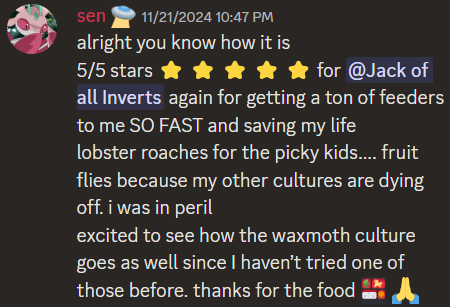 sen 11/21/2024 10:47 PM
alright you know how it is
5/5 stars ⭐ ⭐ ⭐ ⭐ ⭐ for @Jack of
all Inverts again for getting a ton of feeders
to me SO FAST and saving my life
lobster roaches for the picky kids.... fruit
flies because my other cultures are dying
off. i was in peril
excited to see how the waxmoth culture
goes as well since I haven’t tried one of
those before. thanks for the food 🍱 🙏